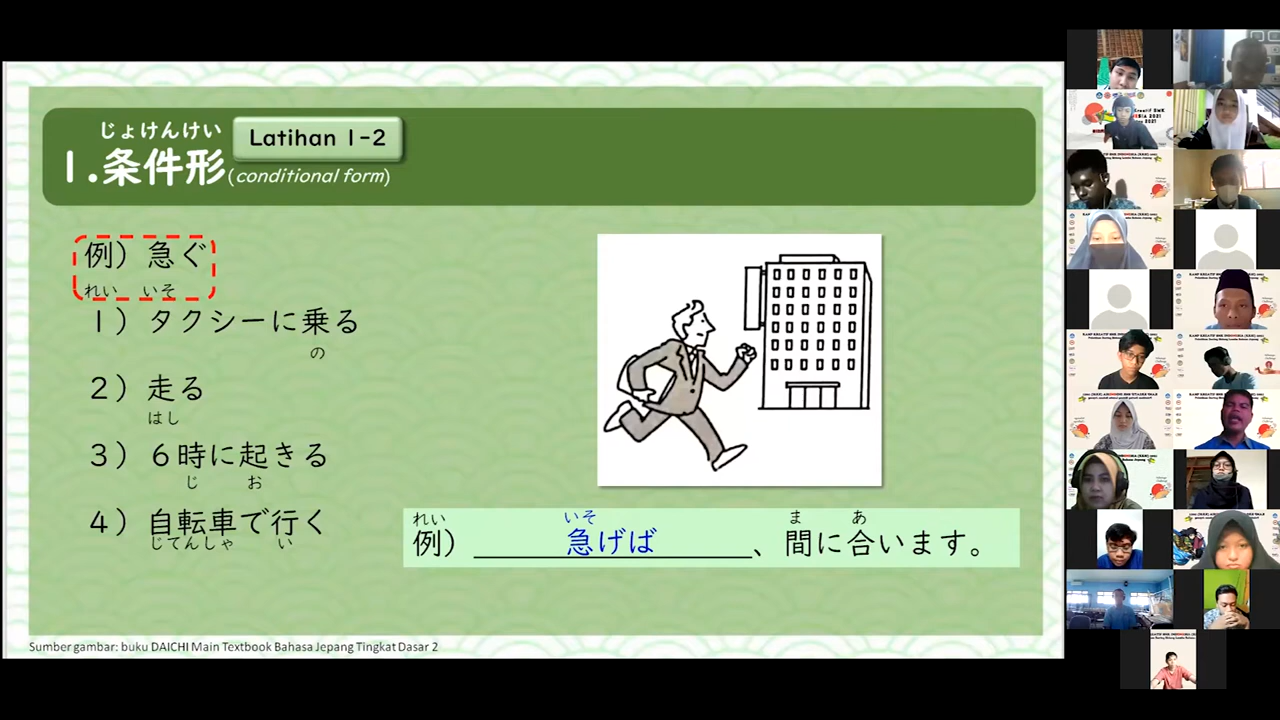 じょけんけい
1.条件形(conditional form)
Latihan 1-2
例）急ぐ
れい いそ
1）タクシーに乗る
の
2）走る
はし
3）６時に起きる
じ お
4）自転車で行く
じてんしゃ い
れい いそ ま あ
例）急げば、間に合います。
Sumber gambar: buku DAICHI Main Textbook Bahasa Jepang Tingkat Dasar 2